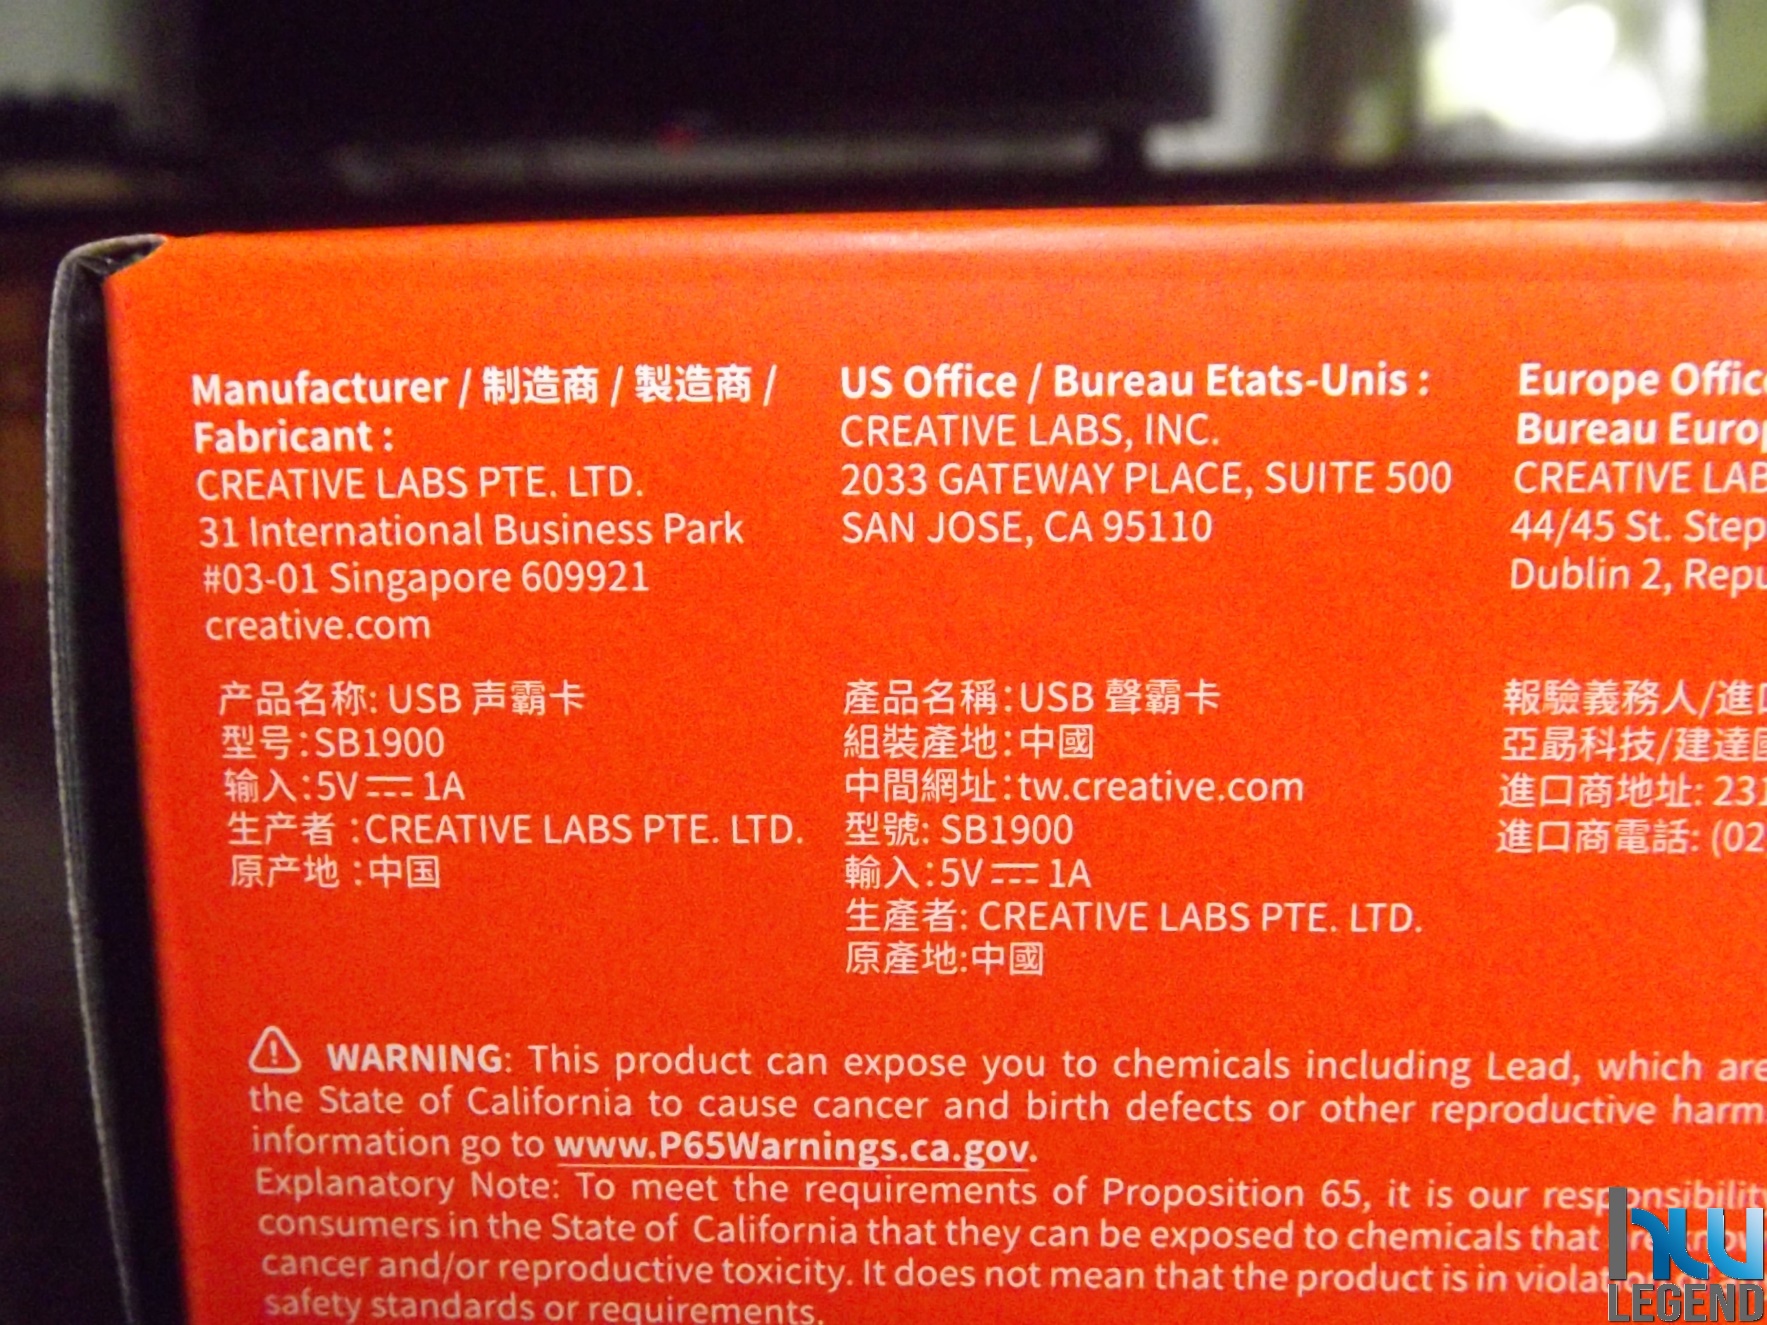 Manufacturer / 制造商 / 製造商 /
Fabricant :
CREATIVE LABS PTE. LTD.
31 International Business Park
#03-01 Singapore 609921
creative.com
US Office / Bureau Etats-Unis :
CREATIVE LABS, INC.
2033 GATEWAY PLACE, SUITE 500
SAN JOSE, CA 95110
Europe
Bureau
CREATIVE
44/45 St.
Dublin 2,
产品名称: USB 声霸卡
型号:SB1900
输入:5V ⎓ 1A
生产者 :CREATIVE LABS PTE. LTD.
原产地 :中国
產品名稱:USB 聲霸卡
組裝產地:中國
中間網址:tw.creative.com
型號: SB1900
輸入:5V ⎓ 1A
生產者: CREATIVE LABS PTE. LTD.
原產地:中國
報驗義務人/進
亞勗科技/建達
進口商地址: 231
進口商電話: (02
⚠ WARNING: This product can expose you to chemicals including Lead, which are
the State of California to cause cancer and birth defects or other reproductive harm
information go to www.P65Warnings.ca.gov.
Explanatory Note: To meet the requirements of Proposition 65, it is our responsibility
consumers in the State of California that they can be exposed to chemicals that
cancer and/or reproductive toxicity. It does not mean that the product is in
safety standards or requirements.
LEGEND